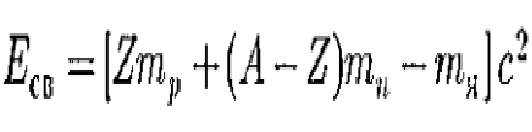 E_св = [Zm_p + (A − Z)m_n − m_я]c²